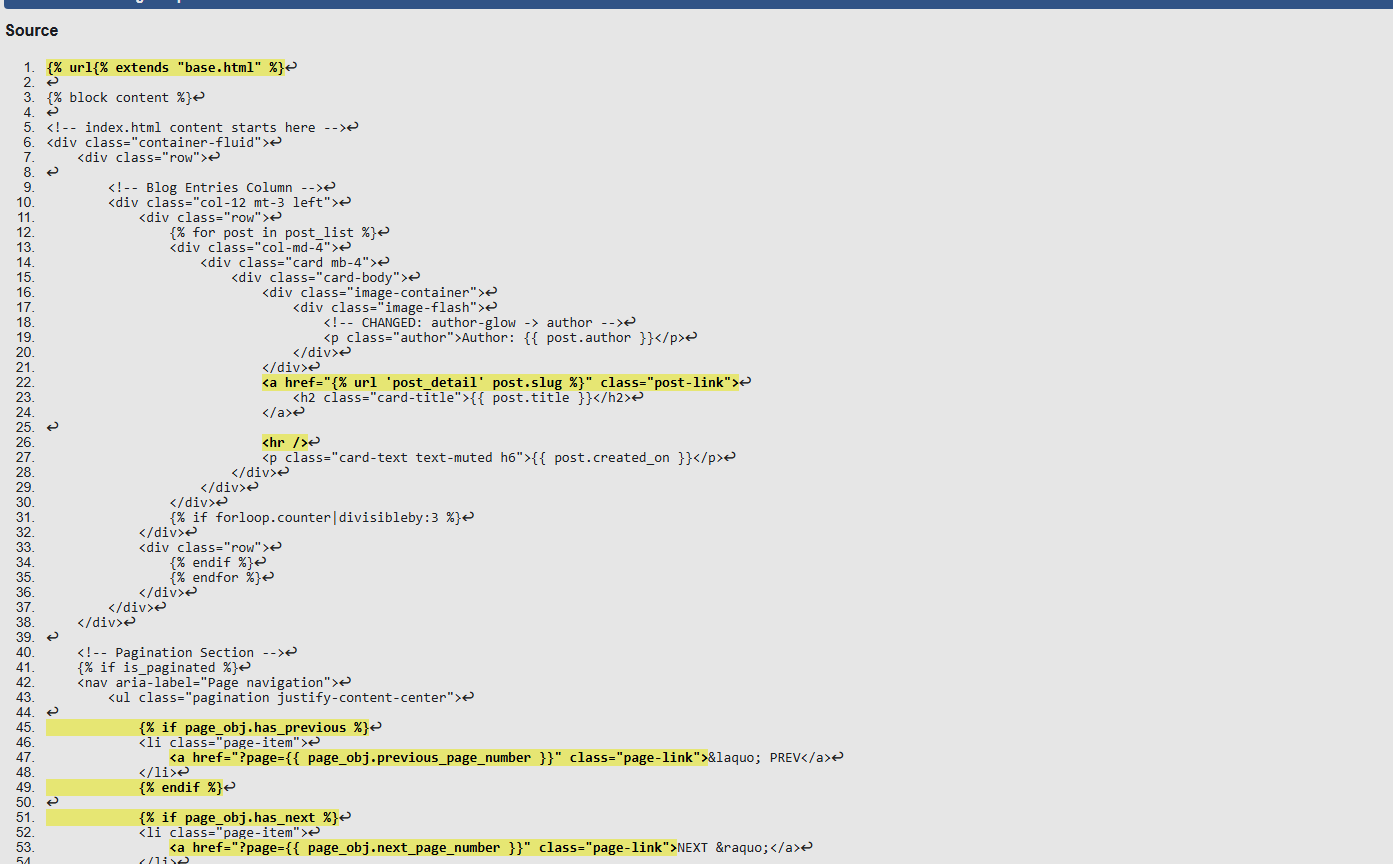 Source
1. {% url{% extends "base.html" %}↩
2. ↩
3. {% block content %}↩
4. ↩
5. <!-- index.html content starts here -->↩
6. <div class="container-fluid">↩
7.     <div class="row">↩
8. ↩
9.         <!-- Blog Entries Column -->↩
10.         <div class="col-12 mt-3 left">↩
11.             <div class="row">↩
12.                 {% for post in post_list %}↩
13.                 <div class="col-md-4">↩
14.                     <div class="card mb-4">↩
15.                         <div class="card-body">↩
16.                             <div class="image-container">↩
17.                                 <div class="image-flash">↩
18.                                     <!-- CHANGED: author-glow -> author -->↩
19.                                     <p class="author">Author: {{ post.author }}</p>↩
20.                                 </div>↩
21.                             </div>↩
22.                             <a href="{% url 'post_detail' post.slug %}" class="post-link">↩
23.                                 <h2 class="card-title">{{ post.title }}</h2>↩
24.                             </a>↩
25. ↩
26.                             <hr />↩
27.                             <p class="card-text text-muted h6">{{ post.created_on }}</p>↩
28.                         </div>↩
29.                     </div>↩
30.                 </div>↩
31.                 {% if forloop.counter|divisibleby:3 %}↩
32.             </div>↩
33.             <div class="row">↩
34.                 {% endif %}↩
35.                 {% endfor %}↩
36.             </div>↩
37.         </div>↩
38.     </div>↩
39. ↩
40.     <!-- Pagination Section -->↩
41.     {% if is_paginated %}↩
42.     <nav aria-label="Page navigation">↩
43.         <ul class="pagination justify-content-center">↩
44. ↩
45.             {% if page_obj.has_previous %}↩
46.             <li class="page-item">↩
47.                 <a href="?page={{ page_obj.previous_page_number }}" class="page-link">&laquo; PREV</a>↩
48.             </li>↩
49.             {% endif %}↩
50. ↩
51.             {% if page_obj.has_next %}↩
52.             <li class="page-item">↩
53.                 <a href="?page={{ page_obj.next_page_number }}" class="page-link">NEXT &raquo;</a>↩
54.             </li>↩